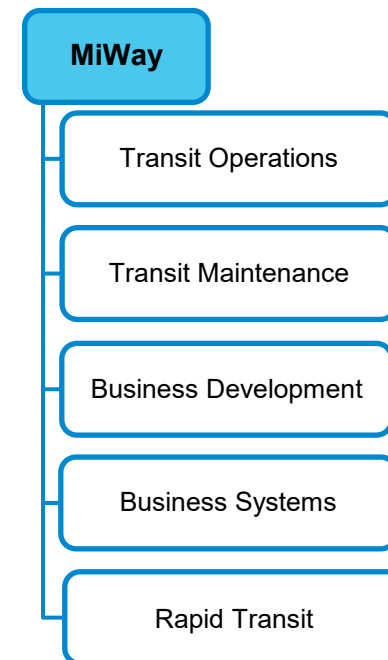 MiWay
Transit Operations
Transit Maintenance
Business Development
Business Systems
Rapid Transit